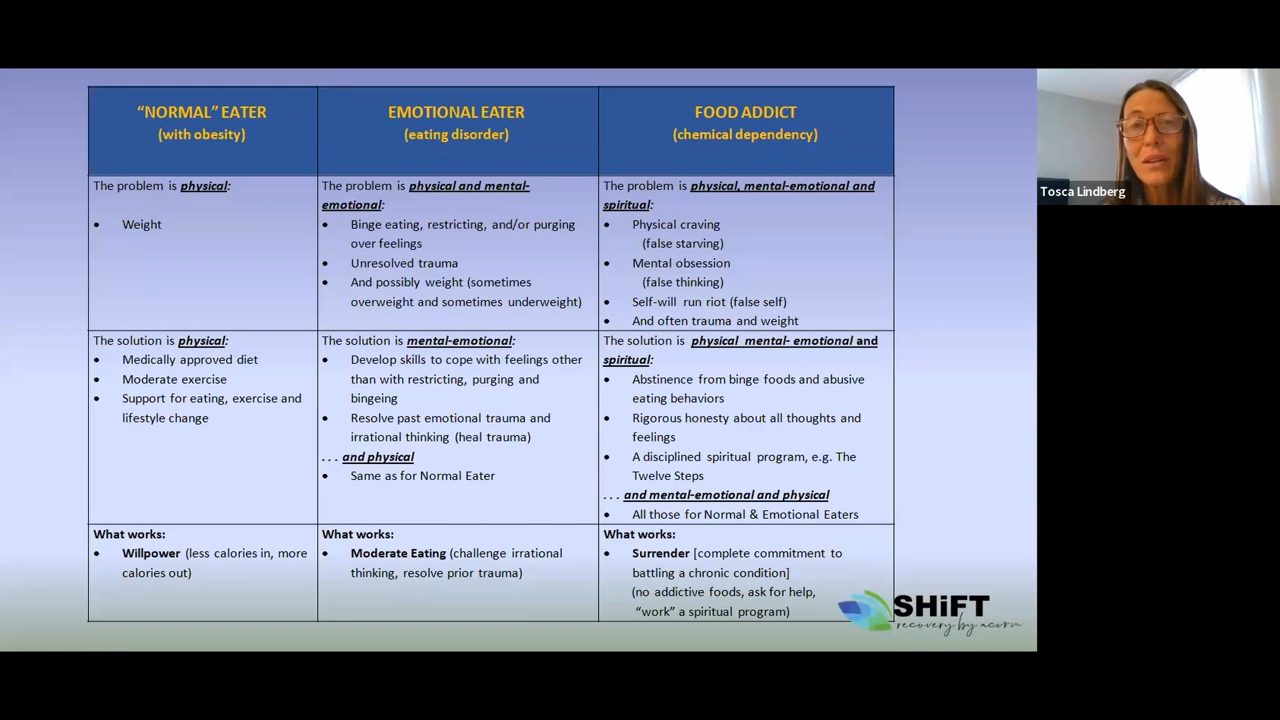 “NORMAL” EATER
(with obesity)
EMOTIONAL EATER
(eating disorder)
FOOD ADDICT
(chemical dependency)
The problem is physical:
• Weight
The problem is physical and mental-
emotional:
• Binge eating, restricting, and/or purging
over feelings
• Unresolved trauma
• And possibly weight (sometimes
overweight and sometimes underweight)
The problem is physical, mental-emotional and
spiritual:
• Physical craving
(false starving)
• Mental obsession
(false thinking)
• Self-will run riot (false self)
• And often trauma and weight
The solution is physical:
• Medically approved diet
• Moderate exercise
• Support for eating, exercise and
lifestyle change
The solution is mental-emotional:
• Develop skills to cope with feelings other
than with restricting, purging and
bingeing
• Resolve past emotional trauma and
irrational thinking (heal trauma)
. . . and physical
• Same as for Normal Eater
The solution is physical mental- emotional and
spiritual:
• Abstinence from binge foods and abusive
eating behaviors
• Rigorous honesty about all thoughts and
feelings
• A disciplined spiritual program, e.g. The
Twelve Steps
. . . and mental-emotional and physical
• All those for Normal & Emotional Eaters
What works:
• Willpower (less calories in, more
calories out)
What works:
• Moderate Eating (challenge irrational
thinking, resolve prior trauma)
What works:
• Surrender [complete commitment to
battling a chronic condition]
(no addictive foods, ask for help,
“work” a spiritual program)
SHiFT
recovery by acorn
Tosca Lindberg